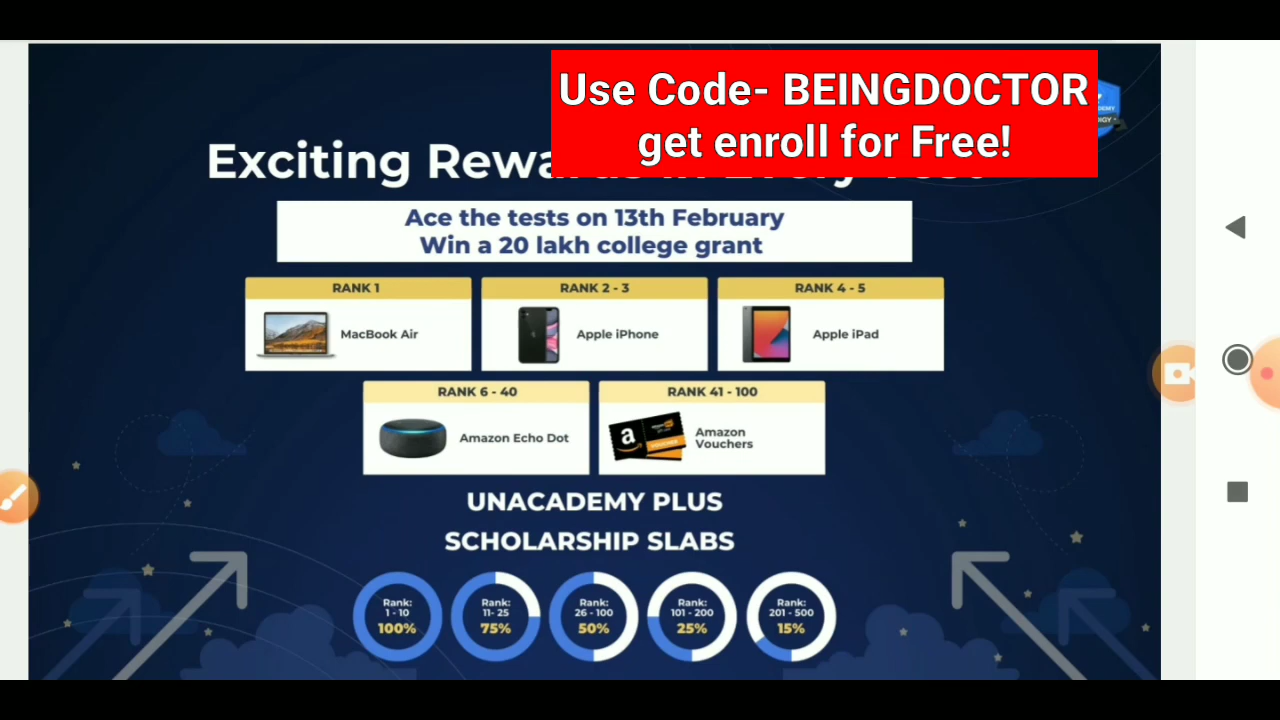 Use Code- BEINGDOCTOR
get enroll for Free!
Exciting
Ace the tests on 13th February
Win a 20 lakh college grant
RANK 1
RANK 2 - 3
RANK 4 - 5
MacBook Air
Apple iPhone
Apple iPad
RANK 6 - 40
RANK 41 - 100
Amazon Echo Dot
a
Amazon
Vouchers
UNACADEMY PLUS
SCHOLARSHIP SLABS
Rank:
1 - 10
100%
Rank:
11- 25
75%
Rank:
26 - 100
50%
Rank:
101 - 200
25%
Rank:
201 - 500
15%